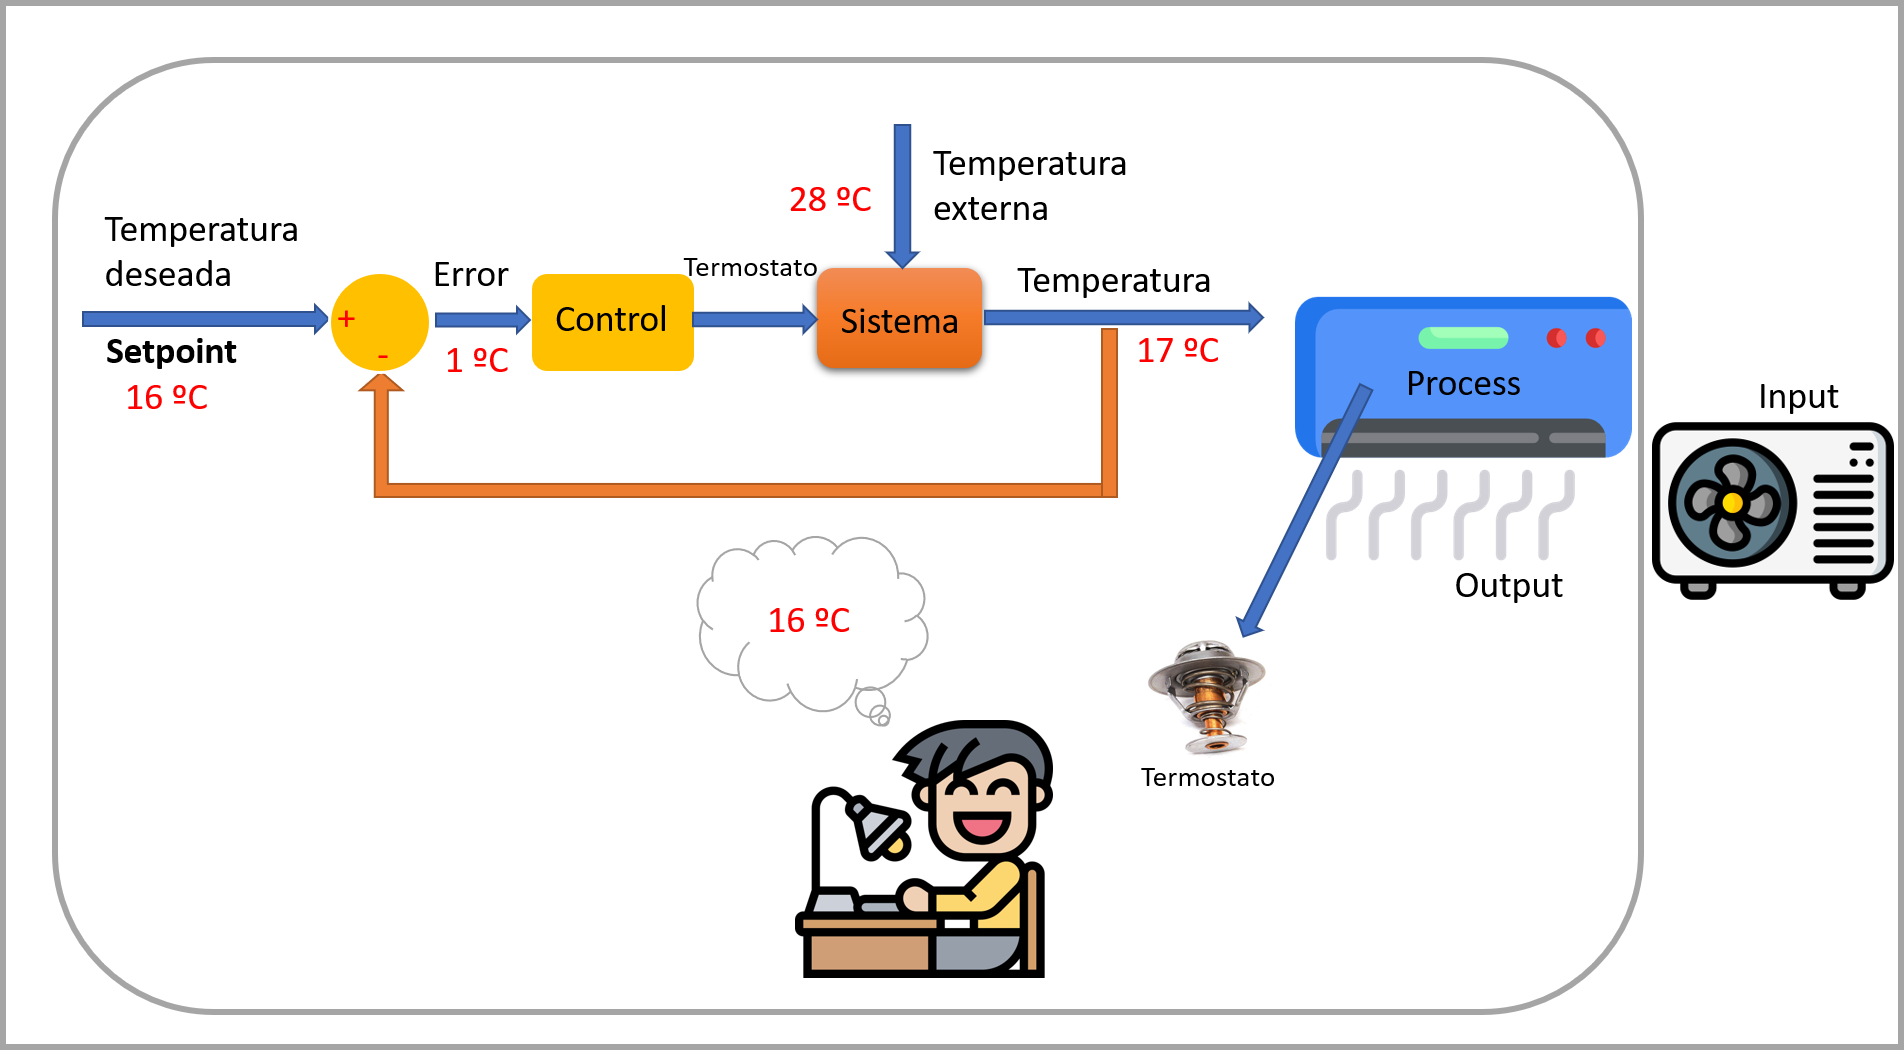 Temperatura
deseada
Setpoint
16 ºC
+
-
Error
1 ºC
Control
Termostato
28 ºC
Temperatura
externa
Sistema
Temperatura
17 ºC
Process
Input
Output
16 ºC
Termostato